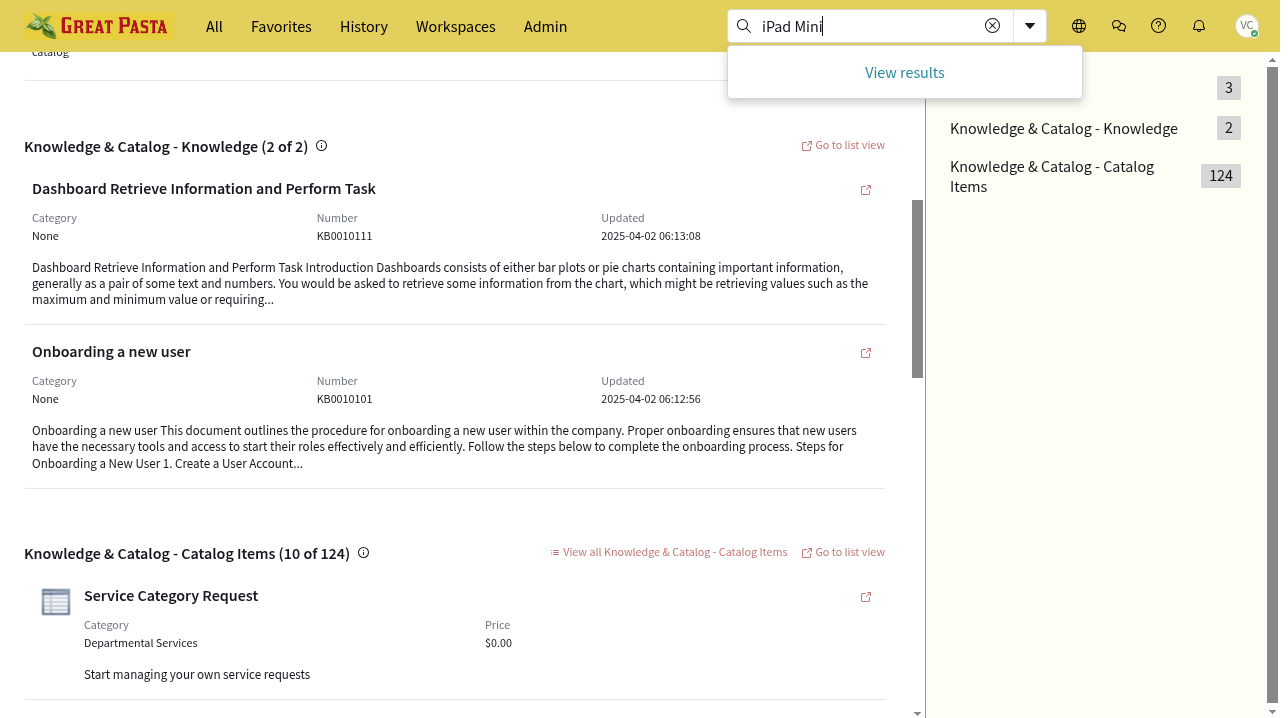 GREAT PASTA
All
Favorites
History
Workspaces
Admin
iPad Mini
VC
View results
catalog
3
Knowledge & Catalog - Knowledge
2
Knowledge & Catalog - Catalog
Items
124
Knowledge & Catalog - Knowledge (2 of 2)
Go to list view
Dashboard Retrieve Information and Perform Task
Category
Number
Updated
None
KB0010111
2025-04-02 06:13:08
Dashboard Retrieve Information and Perform Task Introduction Dashboards consists of either bar plots or pie charts containing important information,
generally as a pair of some text and numbers. You would be asked to retrieve some information from the chart, which might be retrieving values such as the
maximum and minimum value or requiring...
Onboarding a new user
Category
Number
Updated
None
KB0010101
2025-04-02 06:12:56
Onboarding a new user This document outlines the procedure for onboarding a new user within the company. Proper onboarding ensures that new users
have the necessary tools and access to start their roles effectively and efficiently. Follow the steps below to complete the onboarding process. Steps for
Onboarding a New User 1. Create a User Account...
Knowledge & Catalog - Catalog Items (10 of 124)
View all Knowledge & Catalog - Catalog Items
Go to list view
Service Category Request
Category
Price
Departmental Services
$0.00
Start managing your own service requests